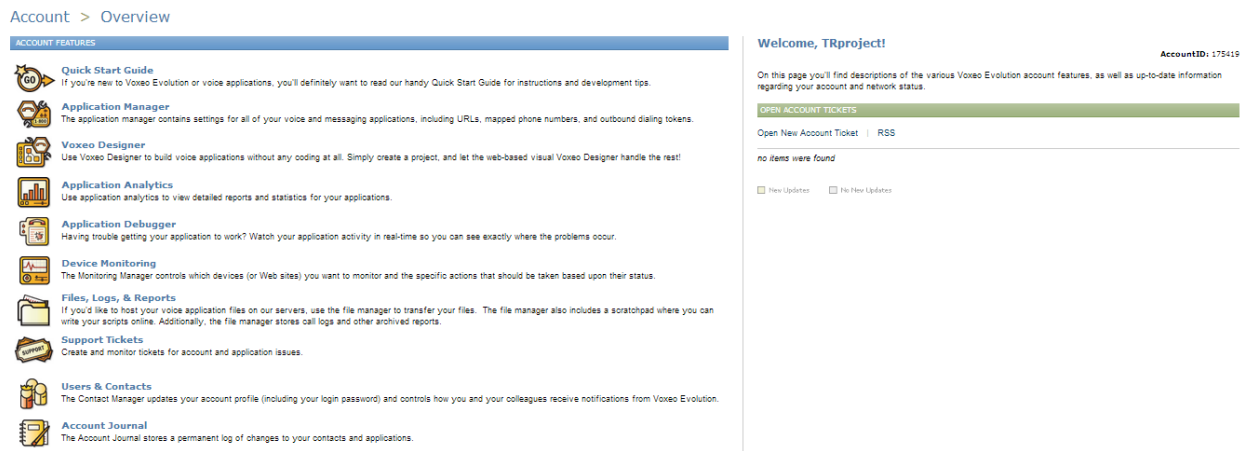 Account > Overview
ACCOUNT FEATURES
GO
Quick Start Guide
If you're new to Voxeo Evolution or voice applications, you'll definitely want to read our handy Quick Start Guide for instructions and development tips.
1-800
Application Manager
The application manager contains settings for all of your voice and messaging applications, including URLs, mapped phone numbers, and outbound dialing tokens.
Voxeo Designer
Use Voxeo Designer to build voice applications without any coding at all. Simply create a project, and let the web-based visual Voxeo Designer handle the rest!
Application Analytics
Use application analytics to view detailed reports and statistics for your applications.
Application Debugger
Having trouble getting your application to work? Watch your application activity in real-time so you can see exactly where the problems occur.
Device Monitoring
The Monitoring Manager controls which devices (or Web sites) you want to monitor and the specific actions that should be taken based upon their status.
Files, Logs, & Reports
If you'd like to host your voice application files on our servers, use the file manager to transfer your files. The file manager also includes a scratchpad where you can
write your scripts online. Additionally, the file manager stores call logs and other archived reports.
SUPPORT
Support Tickets
Create and monitor tickets for account and application issues.
Users & Contacts
The Contact Manager updates your account profile (including your login password) and controls how you and your colleagues receive notifications from Voxeo Evolution.
Account Journal
The Account Journal stores a permanent log of changes to your contacts and applications.
Welcome, TRproject!
AccountID: 175419
On this page you'll find descriptions of the various Voxeo Evolution account features, as well as up-to-date information
regarding your account and network status.
OPEN ACCOUNT TICKETS
Open New Account Ticket | RSS
no items were found
New Updates No New Updates